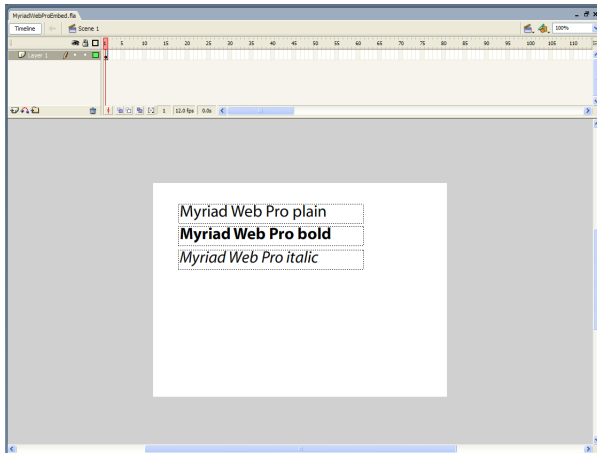 MyriadWebProEmbed.fla
Timeline Scene 1 100%
1 5 10 15 20 25 30 35 40 45 50 55 60 65 70 75 80 85 90 95 100 105 110
Layer 1
1 12.0 fps 0.0s
Myriad Web Pro plain
Myriad Web Pro bold
Myriad Web Pro italic